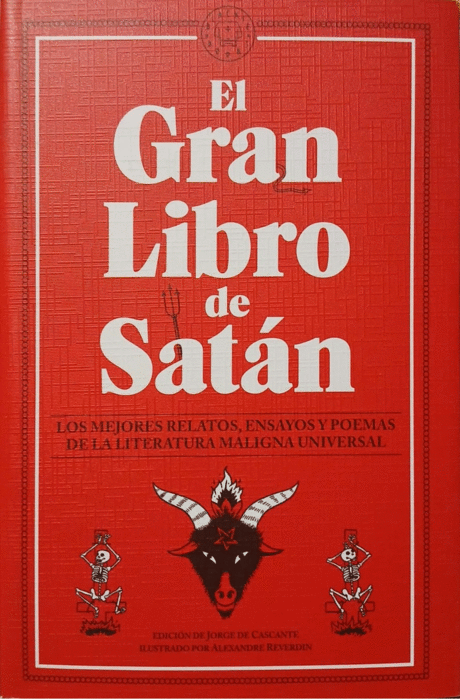 El
Gran
Libro
de
Satán
LOS MEJORES RELATOS, ENSAYOS Y POEMAS
DE LA LITERATURA MALIGNA UNIVERSAL
EDICIÓN DE JORGE DE CASCANTE
ILUSTRADO POR ALEXANDRE REVERDIN